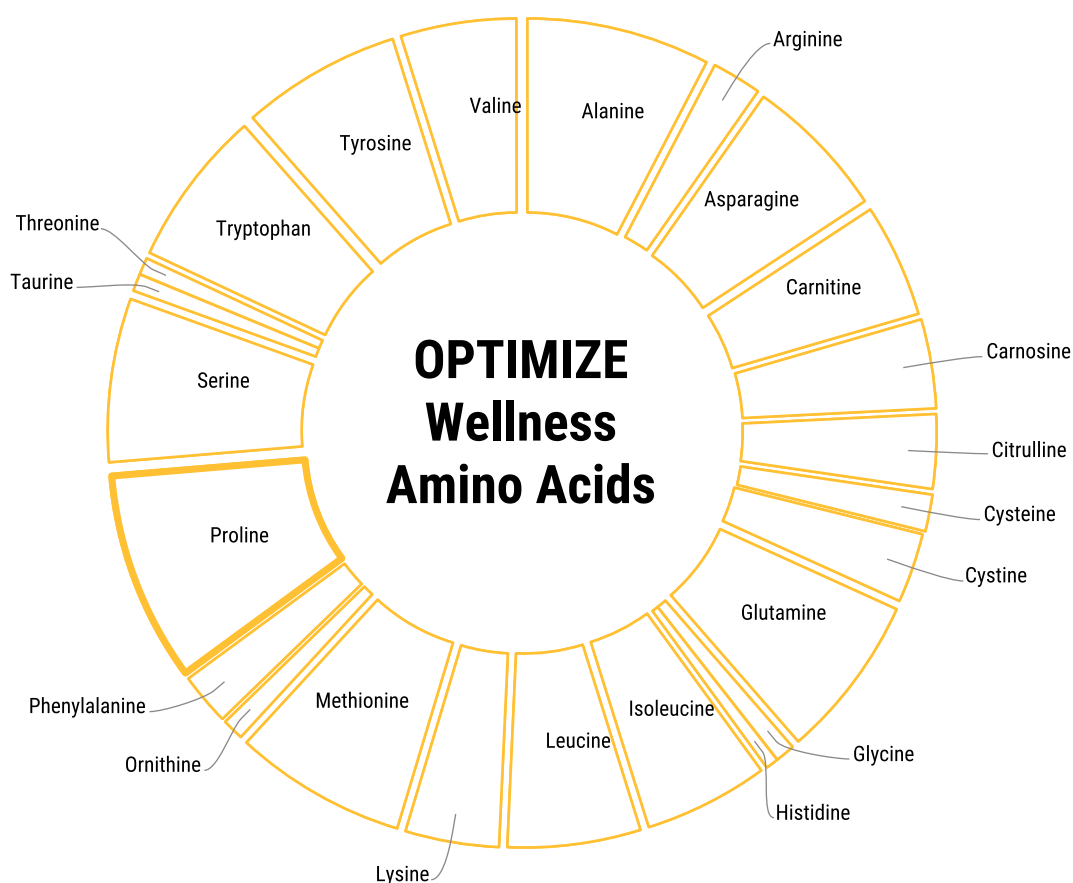 Arginine
Valine
Alanine
Tyrosine
Asparagine
Threonine
Tryptophan
Taurine
Carnitine
OPTIMIZE
Wellness
Amino Acids
Carnosine
Serine
Citrulline
Cysteine
Proline
Cystine
Glutamine
Methionine
Phenylalanine
Isoleucine
Leucine
Glycine
Ornithine
Histidine
Lysine